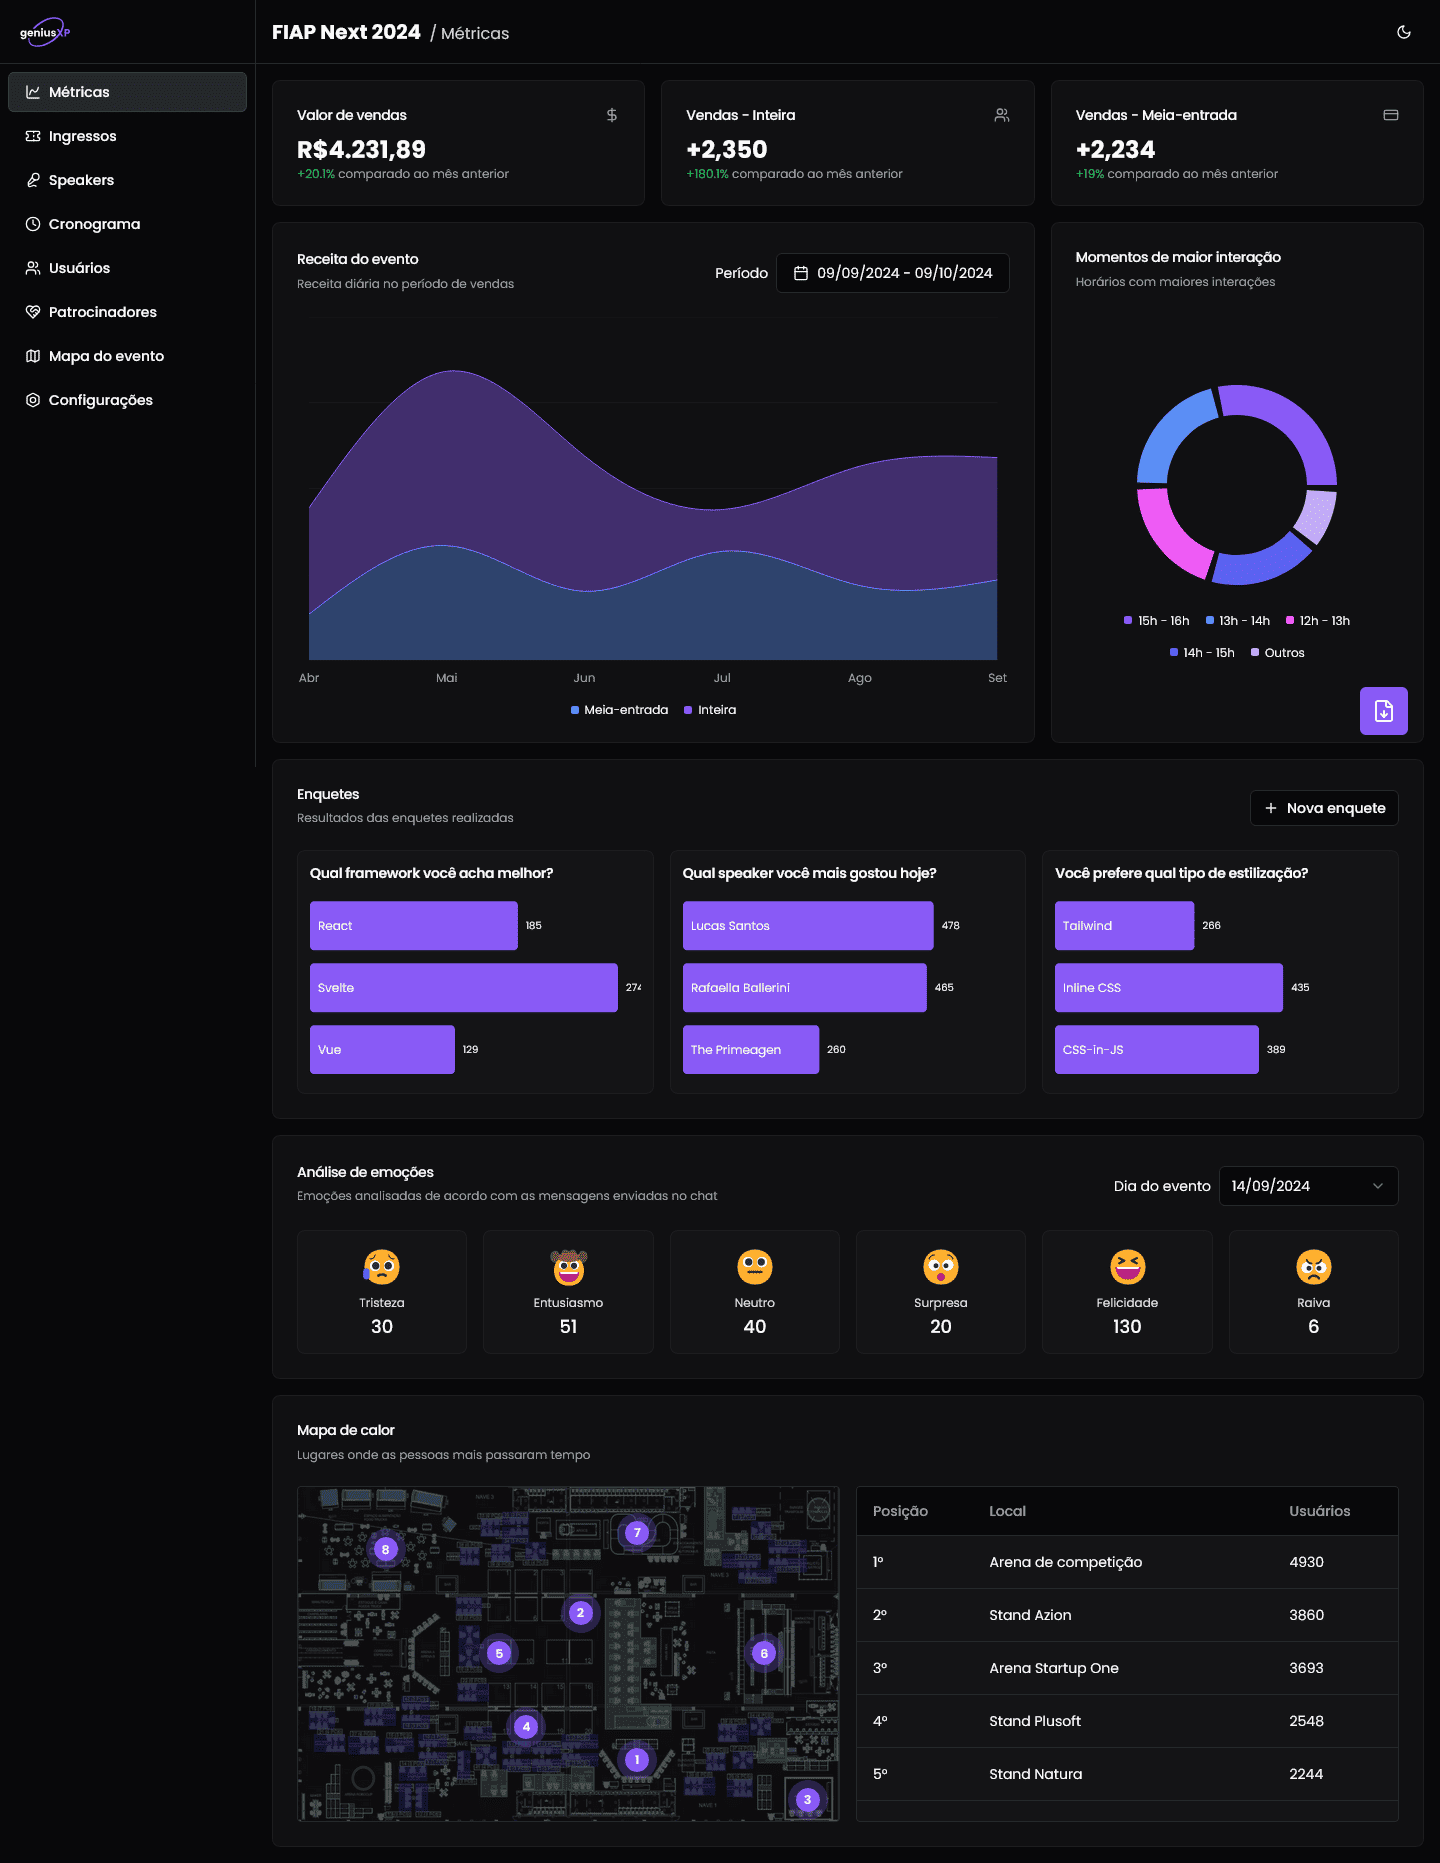 geniusXP
FIAP Next 2024 / Métricas
Métricas
Ingressos
Speakers
Cronograma
Usuários
Patrocinadores
Mapa do evento
Configurações
Valor de vendas
R$4.231,89
+20.1% comparado ao mês anterior
Vendas - Inteira
+2,350
+180.1% comparado ao mês anterior
Vendas - Meia-entrada
+2,234
+19% comparado ao mês anterior
Receita do evento
Receita diária no período de vendas
Período
09/09/2024 - 09/10/2024
Abr Mai Jun Jul Ago Set
Meia-entrada Inteira
Momentos de maior interação
Horários com maiores interações
15h - 16h 13h - 14h 12h - 13h
14h - 15h Outros
Enquetes
Resultados das enquetes realizadas
Nova enquete
Qual framework você acha melhor?
React 185
Svelte 274
Vue 129
Qual speaker você mais gostou hoje?
Lucas Santos 478
Rafaella Ballerini 465
The Primeagen 260
Você prefere qual tipo de estilização?
Tailwind 266
Inline CSS 435
CSS-in-JS 389
Análise de emoções
Emoções analisadas de acordo com as mensagens enviadas no chat
Dia do evento
14/09/2024
Tristeza
30
Entusiasmo
51
Neutro
40
Surpresa
20
Felicidade
130
Raiva
6
Mapa de calor
Lugares onde as pessoas mais passaram tempo
7
8
2
5
6
4
1
3
Posição Local Usuários
1º Arena de competição 4930
2º Stand Azion 3860
3º Arena Startup One 3693
4º Stand Plusoft 2548
5º Stand Natura 2244